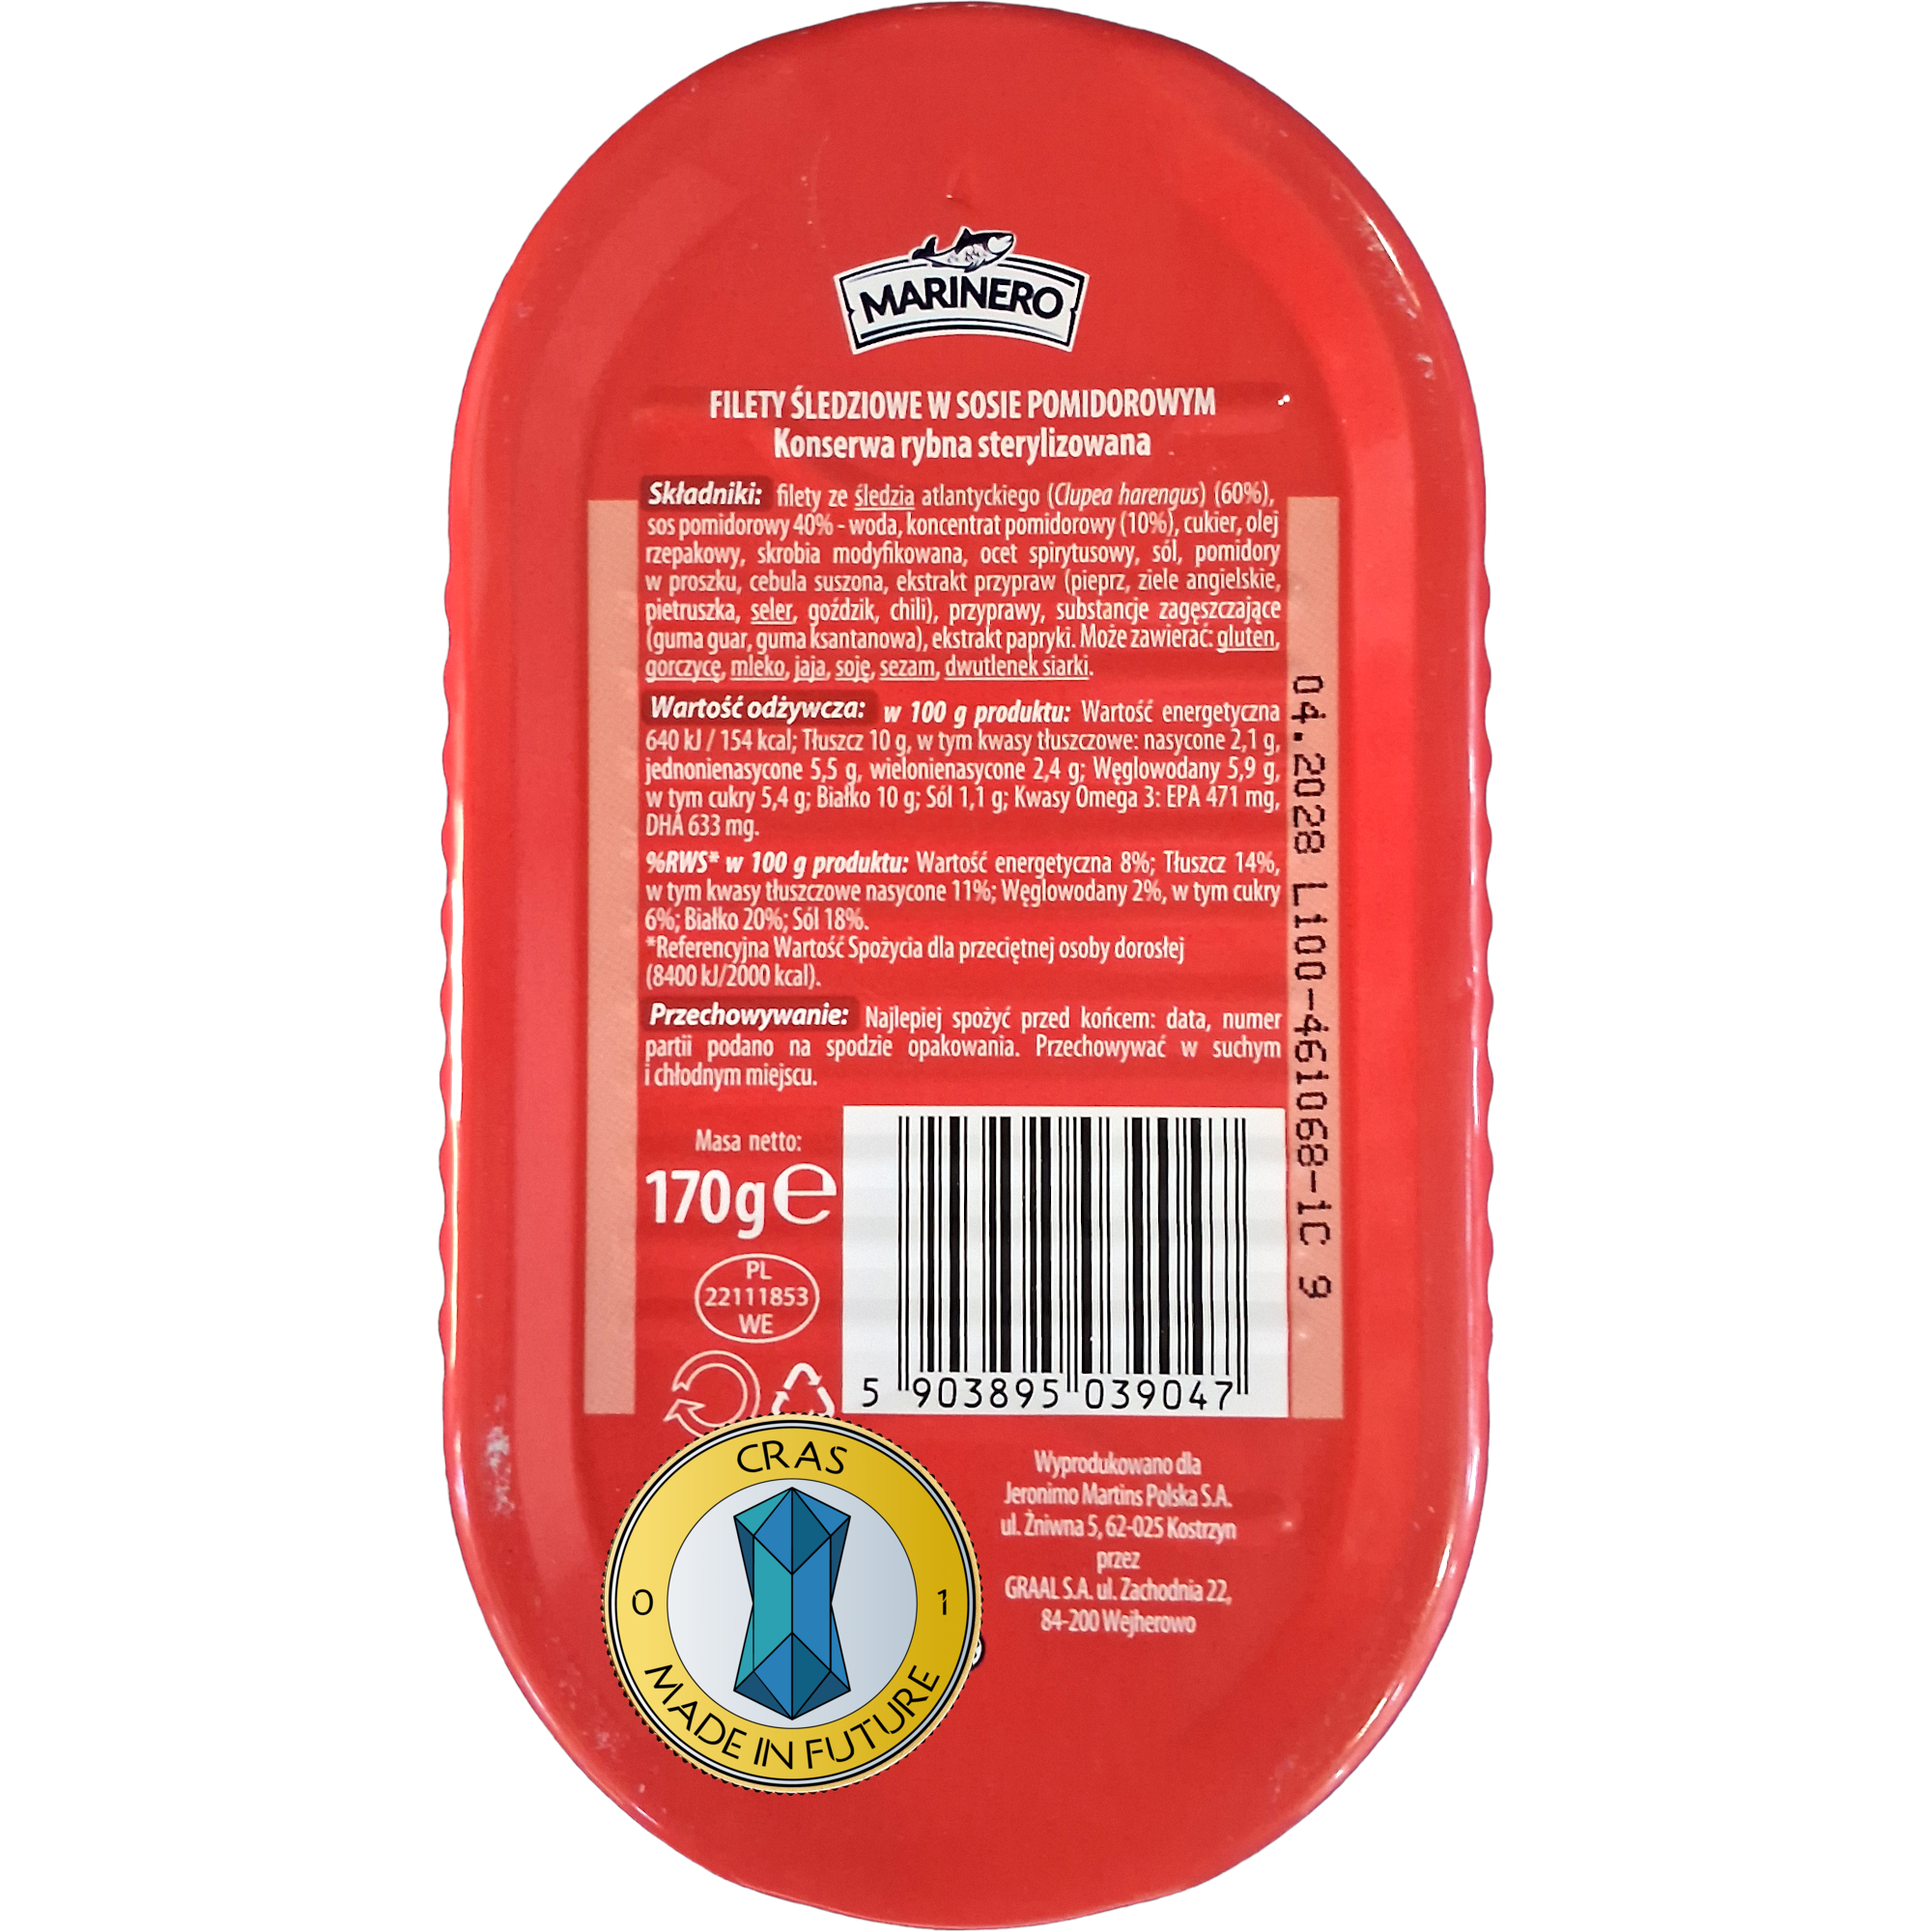 MARINERO
FILETY ŚLEDZIOWE W SOSIE POMIDOROWYM
Konserwa rybna sterylizowana
Składniki: filety ze śledzia atlantyckiego (Clupea harengus) (60%),
sos pomidorowy 40% - woda, koncentrat pomidorowy (10%), cukier, olej
rzepakowy, skrobia modyfikowana, ocet spirytusowy, sól, pomidory
w proszku, cebula suszona, ekstrakt przypraw (pieprz, ziele angielskie,
pietruszka, seler, goździk, chili), przyprawy, substancje zagęszczające
(guma guar, guma ksantanowa), ekstrakt papryki. Może zawierać: gluten,
gorczycę, mleko, jaja, soję, sezam, dwutlenek siarki.
Wartość odżywcza: w 100 g produktu: Wartość energetyczna
640 kJ / 154 kcal; Tłuszcz 10 g, w tym kwasy tłuszczowe: nasycone 2,1 g,
jednonienasycone 5,5 g, wielonienasycone 2,4 g; Węglowodany 5,9 g,
w tym cukry 5,4 g; Białko 10 g; Sól 1,1 g; Kwasy Omega 3: EPA 471 mg,
DHA 633 mg.
%RWS* w 100 g produktu: Wartość energetyczna 8%; Tłuszcz 14%,
w tym kwasy tłuszczowe nasycone 11%; Węglowodany 2%, w tym cukry
6%; Białko 20%; Sól 18%.
*Referencyjna Wartość Spożycia dla przeciętnej osoby dorosłej
(8400 kJ/2000 kcal).
Przechowywanie: Najlepiej spożyć przed końcem: data, numer
partii podano na spodzie opakowania. Przechowywać w suchym
i chłodnym miejscu.
04.2028 L100-461068-1C 9
Masa netto:
170g e
PL
22111853
WE
5 903895 039047
Wyprodukowano dla
Jeronimo Martins Polska S.A.
ul. Żniwna 5, 62-025 Kostrzyn
przez
GRAAL S.A. ul. Zachodnia 22,
84-200 Wejherowo
CRAS
0 1
MADE IN FUTURE